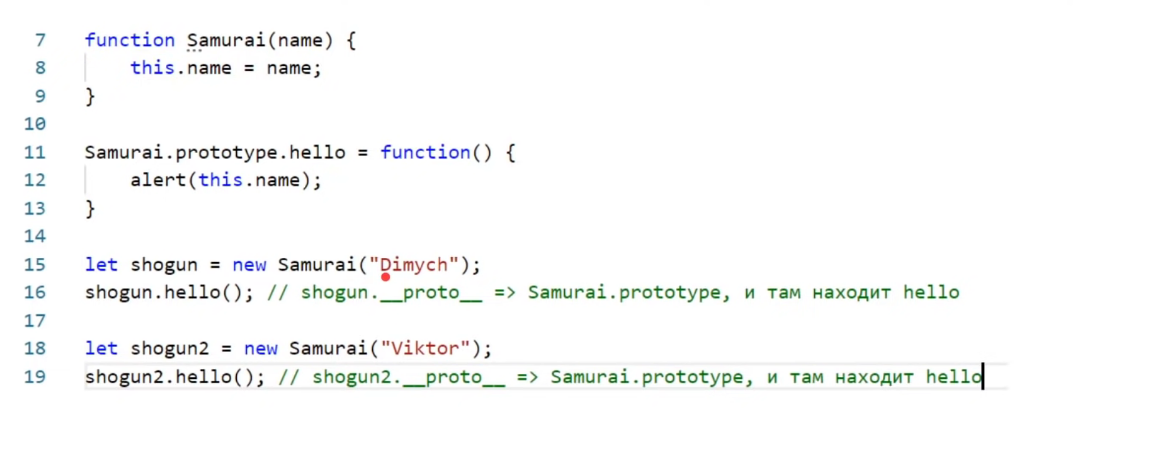 7 function Samurai(name) {
8 this.name = name;
9 }
10
11 Samurai.prototype.hello = function() {
12 alert(this.name);
13 }
14
15 let shogun = new Samurai("Dimych");
16 shogun.hello(); // shogun.__proto__ => Samurai.prototype, и там находит hello
17
18 let shogun2 = new Samurai("Viktor");
19 shogun2.hello(); // shogun2.__proto__ => Samurai.prototype, и там находит hello